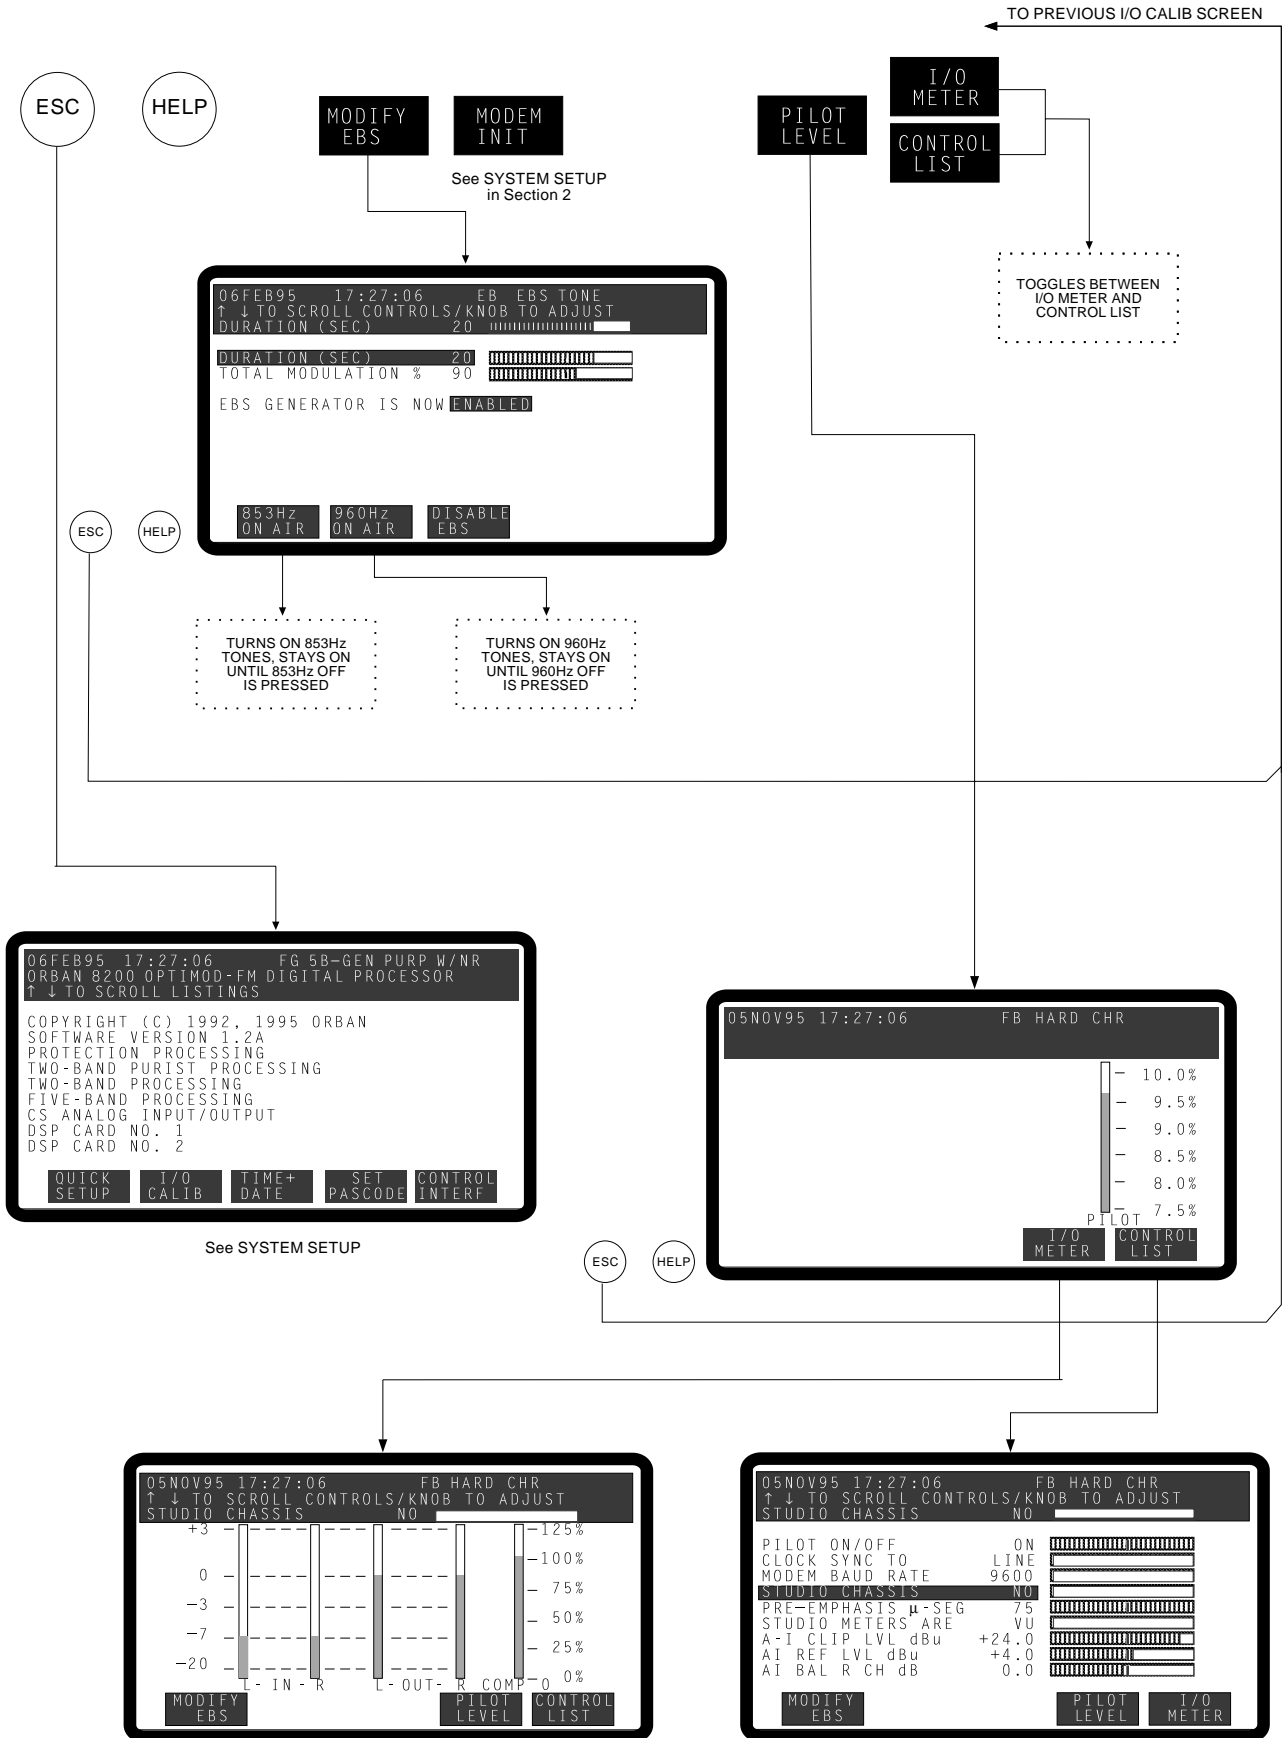 TO PREVIOUS I/O CALIB SCREEN
ESC
HELP
MODIFY
EBS
MODEM
INIT
See SYSTEM SETUP
in Section 2
PILOT
LEVEL
I/O
METER
CONTROL
LIST
TOGGLES BETWEEN
I/O METER AND
CONTROL LIST
06FEB95 17:27:06 EB EBS TONE
↑ ↓ TO SCROLL CONTROLS/KNOB TO ADJUST
DURATION (SEC) 20
DURATION (SEC) 20
TOTAL MODULATION % 90
EBS GENERATOR IS NOW ENABLED
853Hz
ON AIR
960Hz
ON AIR
DISABLE
EBS
ESC
HELP
TURNS ON 853Hz
TONES, STAYS ON
UNTIL 853Hz OFF
IS PRESSED
TURNS ON 960Hz
TONES, STAYS ON
UNTIL 960Hz OFF
IS PRESSED
06FEB95 17:27:06 FG 5B-GEN PURP W/NR
ORBAN 8200 OPTIMOD-FM DIGITAL PROCESSOR
↑ ↓ TO SCROLL LISTINGS
COPYRIGHT (C) 1992, 1995 ORBAN
SOFTWARE VERSION 1.2A
PROTECTION PROCESSING
TWO-BAND PURIST PROCESSING
TWO-BAND PROCESSING
FIVE-BAND PROCESSING
CS ANALOG INPUT/OUTPUT
DSP CARD NO. 1
DSP CARD NO. 2
QUICK
SETUP
I/O
CALIB
TIME+
DATE
SET
PASCODE
CONTROL
INTERF
See SYSTEM SETUP
05NOV95 17:27:06 FB HARD CHR
10.0%
9.5%
9.0%
8.5%
8.0%
7.5%
PILOT
I/O
METER
CONTROL
LIST
ESC
HELP
05NOV95 17:27:06 FB HARD CHR
↑ ↓ TO SCROLL CONTROLS/KNOB TO ADJUST
STUDIO CHASSIS NO
+3 125%
100%
0 75%
-3 50%
-7 25%
-20 0%
L - IN - R L - OUT - R COMP O
MODIFY
EBS
PILOT
LEVEL
CONTROL
LIST
05NOV95 17:27:06 FB HARD CHR
↑ ↓ TO SCROLL CONTROLS/KNOB TO ADJUST
STUDIO CHASSIS NO
PILOT ON/OFF ON
CLOCK SYNC TO LINE
MODEM BAUD RATE 9600
STUDIO CHASSIS NO
PRE-EMPHASIS μ-SEG 75
STUDIO METERS ARE VU
A-I CLIP LVL dBu +24.0
AI REF LVL dBu +4.0
AI BAL R CH dB 0.0
MODIFY
EBS
PILOT
LEVEL
I/O
METER